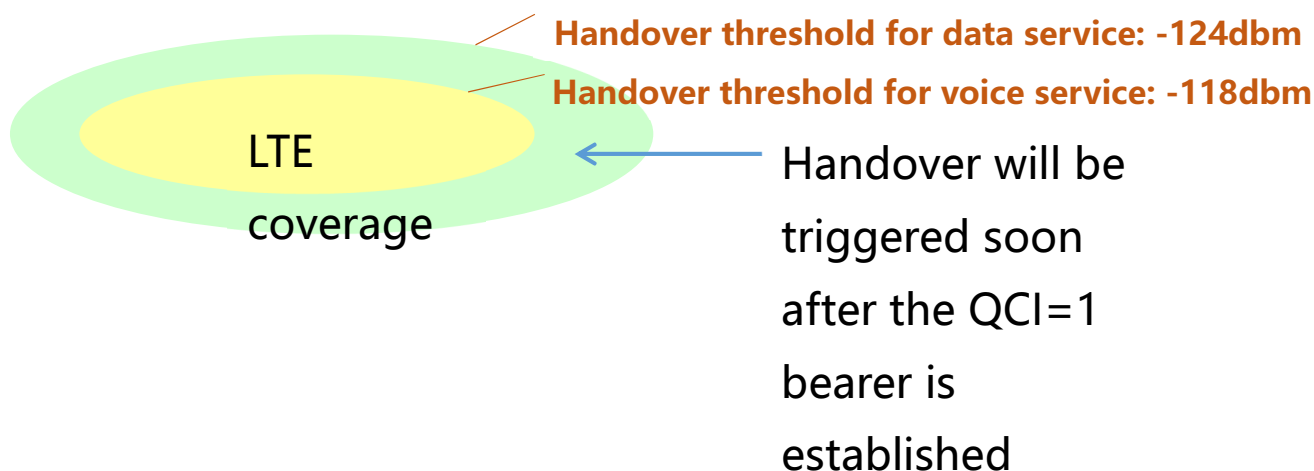 Handover threshold for data service: -124dbm
Handover threshold for voice service: -118dbm
LTE
coverage
Handover will be
triggered soon
after the QCI=1
bearer is
established